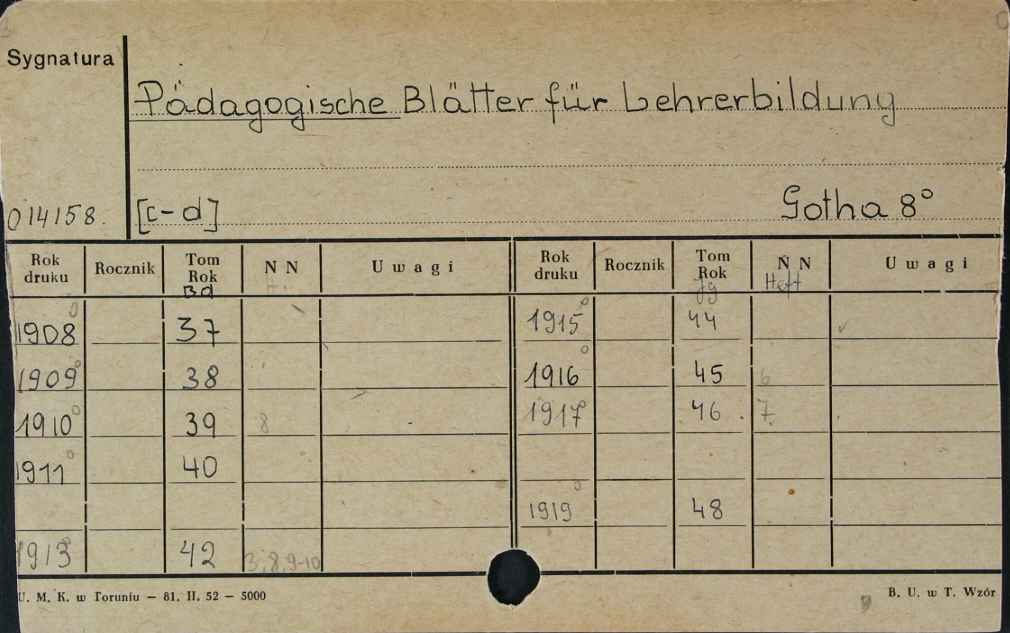 Sygnatura
Pädagogische Blätter für Lehrerbildung
014158. [c-d] Gotha 8°
Rok druku Rocznik Tom Rok Bd N N Uwagi Rok druku Rocznik Tom Rok Jg N N Heft Uwagi
1908° 37 1915° 44
1909° 38 1916° 45 6
1910° 39 8 1917° 46. 7.
1911° 40
1919° 48
1913° 42 3,8,9-10
U. M. K. w Toruniu — 81. II. 52 — 5000 B. U. w T. Wzór